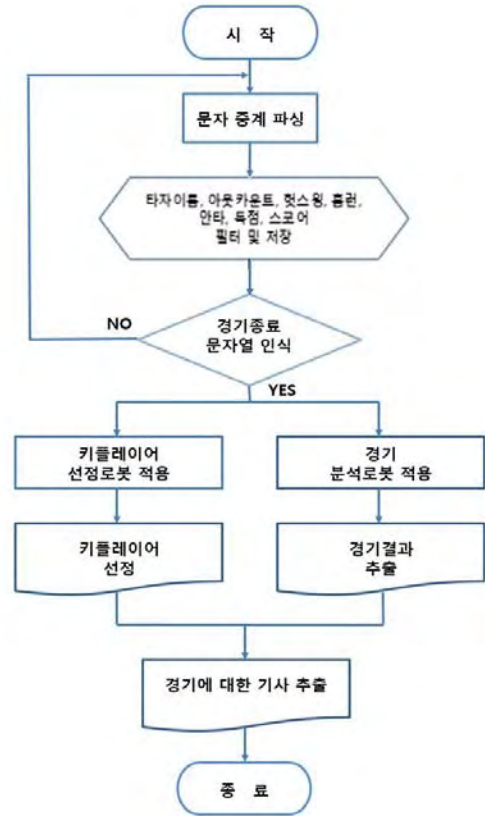 시 작
문자 중계 파싱
타자이름, 아웃카운트, 헛스윙, 홈런,
안타, 득점, 스코어
필터 및 저장
NO
경기종료
문자열 인식
YES
키플레이어
선정로봇 적용
경기
분석로봇 적용
키플레이어
선정
경기결과
추출
경기에 대한 기사 추출
종 료